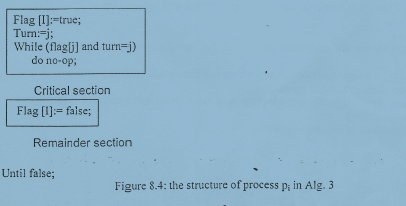 Flag [I]:=true;
Turn:=j;
While (flag[j] and turn=j)
do no-op;
Critical section
Flag [I]:= false;
Remainder section
Until false;
Figure 8.4: the structure of process pi in Alg. 3